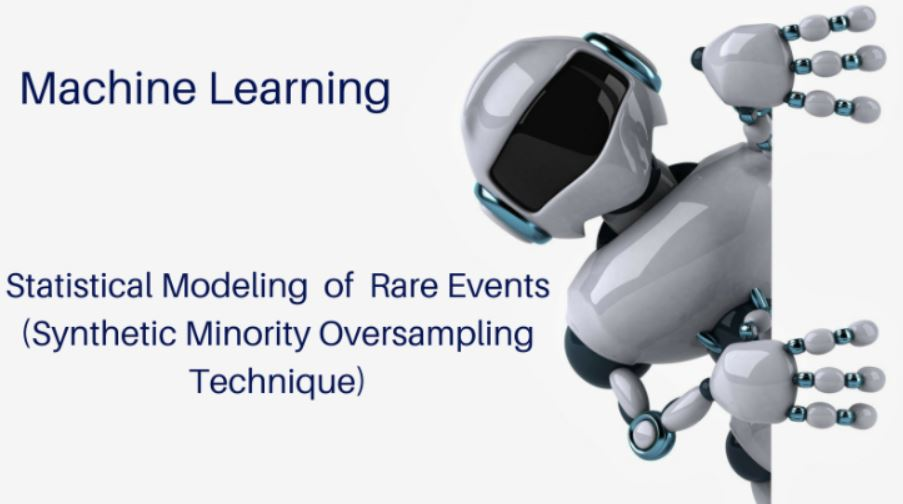 Machine Learning
Statistical Modeling of Rare Events
(Synthetic Minority Oversampling
Technique)